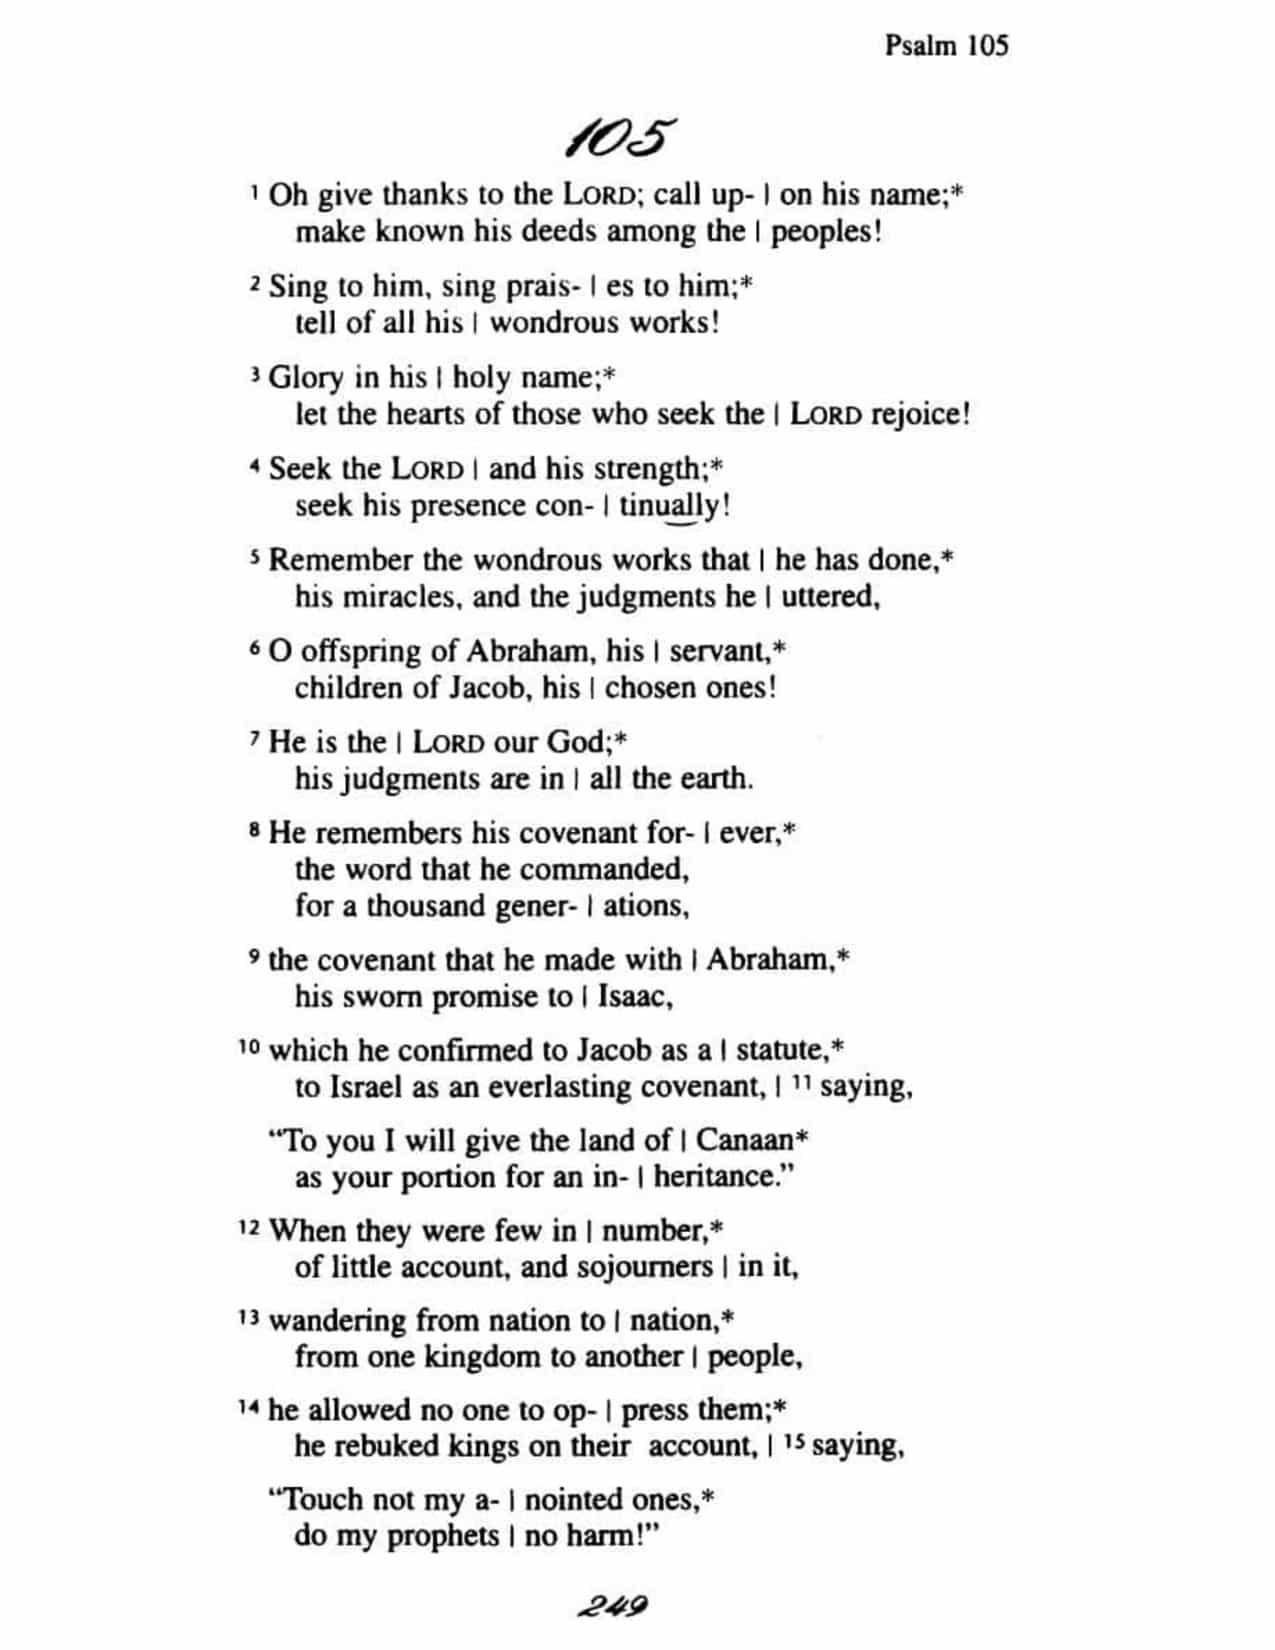 Psalm 105
105
1 Oh give thanks to the LORD; call up- | on his name;*
make known his deeds among the | peoples!
2 Sing to him, sing prais- | es to him;*
tell of all his | wondrous works!
3 Glory in his | holy name;*
let the hearts of those who seek the | LORD rejoice!
4 Seek the LORD | and his strength;*
seek his presence con- | tinually!
5 Remember the wondrous works that | he has done,*
his miracles, and the judgments he | uttered,
6 O offspring of Abraham, his | servant,*
children of Jacob, his | chosen ones!
7 He is the | LORD our God;*
his judgments are in | all the earth.
8 He remembers his covenant for- | ever,*
the word that he commanded,
for a thousand gener- | ations,
9 the covenant that he made with | Abraham,*
his sworn promise to | Isaac,
10 which he confirmed to Jacob as a | statute,*
to Israel as an everlasting covenant, | 11 saying,
“To you I will give the land of | Canaan*
as your portion for an in- | heritance.”
12 When they were few in | number,*
of little account, and sojourners | in it,
13 wandering from nation to | nation,*
from one kingdom to another | people,
14 he allowed no one to op- | press them;*
he rebuked kings on their account, | 15 saying,
“Touch not my a- | nointed ones,*
do my prophets | no harm!”
249